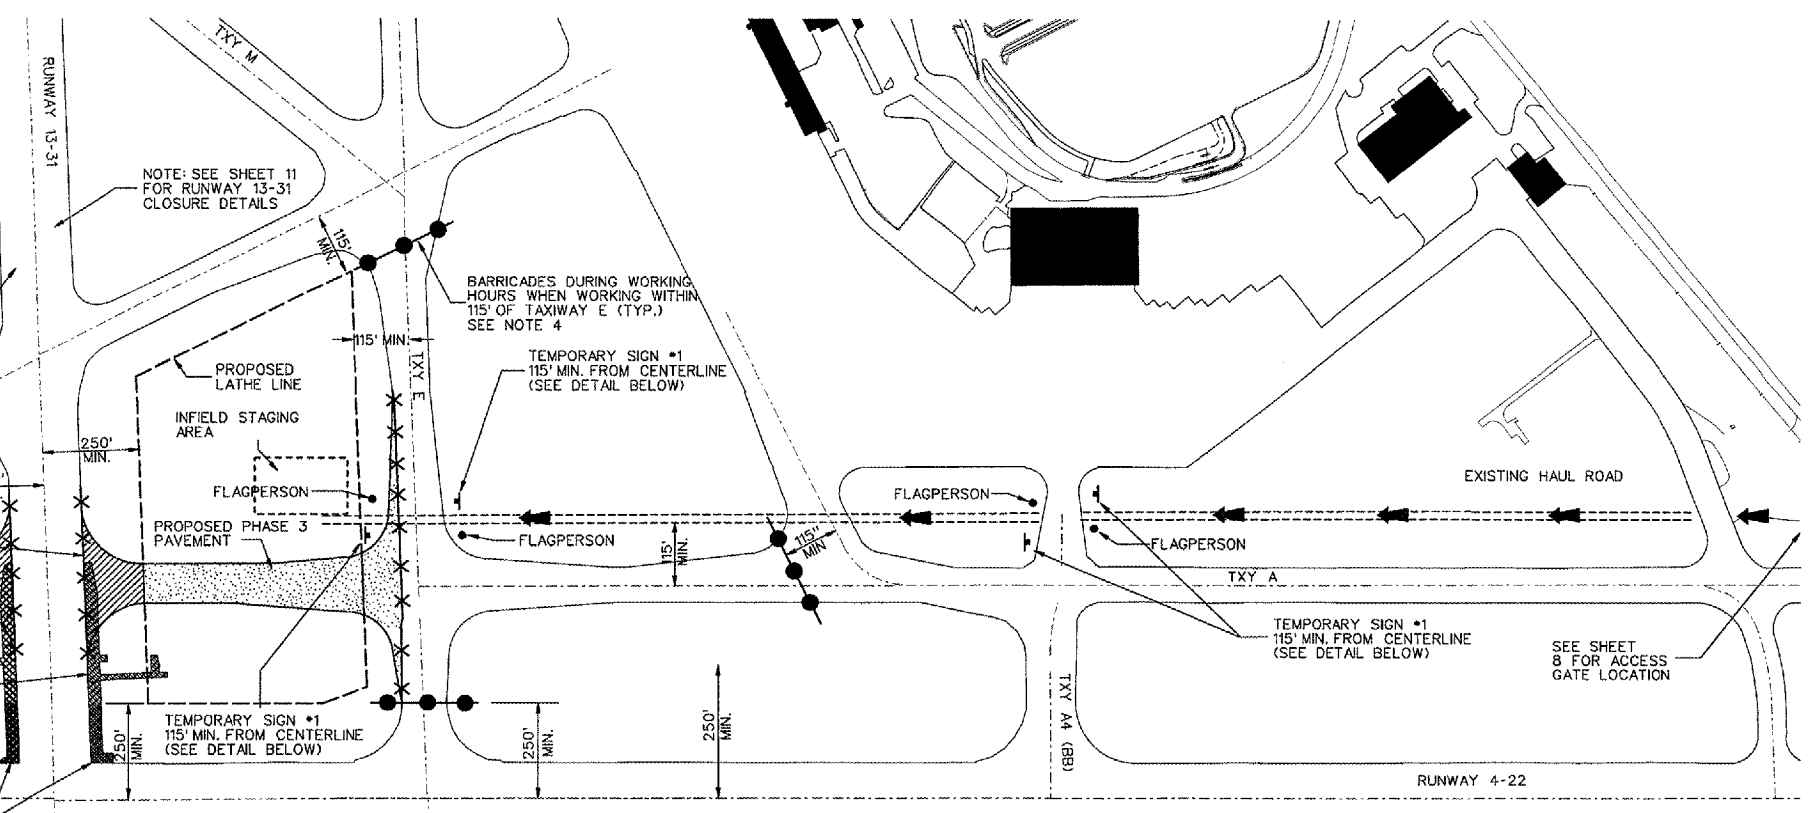 TXY M
RUNWAY 13-31
NOTE: SEE SHEET 11
FOR RUNWAY 13-31
CLOSURE DETAILS
115'
MIN.
BARRICADES DURING WORKING
HOURS WHEN WORKING WITHIN
115' OF TAXIWAY E (TYP.)
SEE NOTE 4
115' MIN.
TXY E
TEMPORARY SIGN #1
115' MIN. FROM CENTERLINE
(SEE DETAIL BELOW)
PROPOSED
LATHE LINE
INFIELD STAGING
AREA
250'
MIN.
FLAGPERSON
PROPOSED PHASE 3
PAVEMENT
FLAGPERSON
115'
MIN.
115"
MIN
FLAGPERSON
FLAGPERSON
EXISTING HAUL ROAD
TXY A
TEMPORARY SIGN #1
115' MIN. FROM CENTERLINE
(SEE DETAIL BELOW)
SEE SHEET
8 FOR ACCESS
GATE LOCATION
TXY A4 (BB)
TEMPORARY SIGN #1
115' MIN. FROM CENTERLINE
(SEE DETAIL BELOW)
250'
MIN.
250'
MIN.
250'
MIN.
RUNWAY 4-22